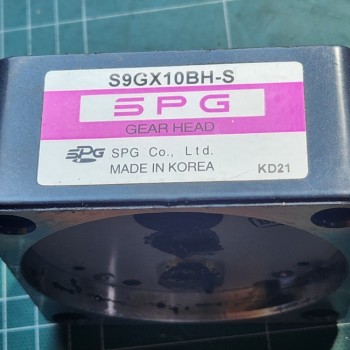 S9GX10BH-S
SPG
GEAR HEAD
SPG SPG Co., Ltd.
MADE IN KOREA KD21